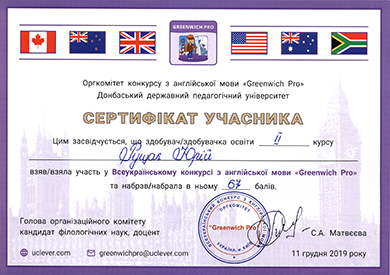 GREENWICH PRO
Оргкомітет конкурсу з англійської мови «Greenwich Pro»
Донбаський державний педагогічний університет
СЕРТИФІКАТ УЧАСНИКА
Цим засвідчується, що здобувач/здобувачка освіти II курсу
Юрій
взяв/взяла участь у Всеукраїнському конкурсі з англійської мови «Greenwich Pro»
та набрав/набрала в ньому 67 балів.
Голова організаційного комітету
кандидат філологічних наук, доцент
"Greenwich Pro"
С.А. Матвєєва
uclever.com
greenwichpro@uclever.com
11 грудня 2019 року